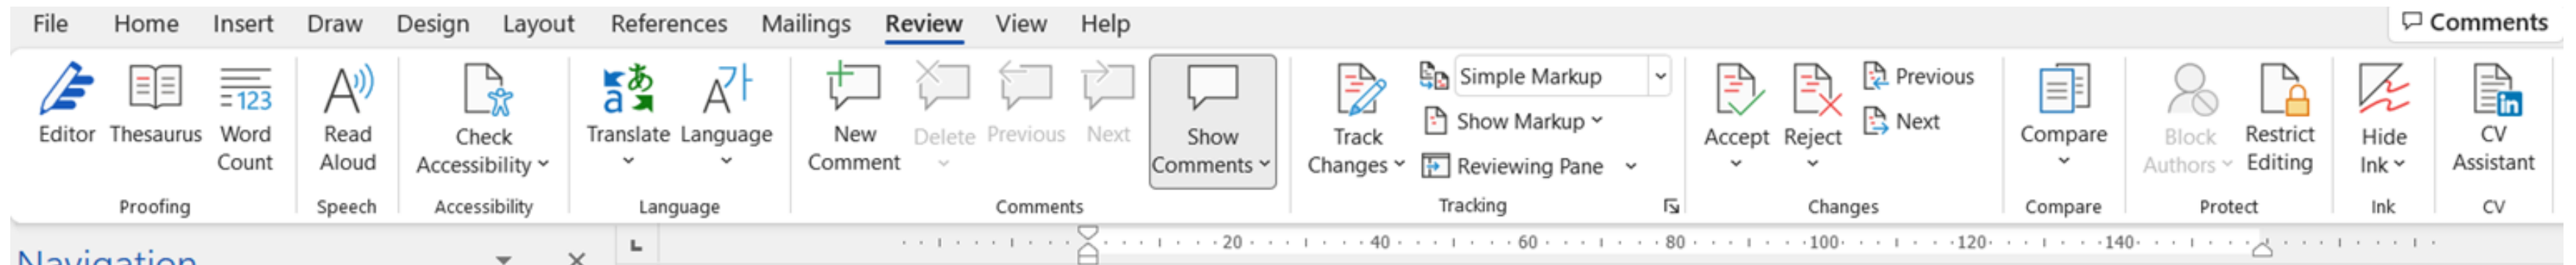 File Home Insert Draw Design Layout References Mailings Review View Help Comments
Editor
Thesaurus
Word
Count
Proofing
Read
Aloud
Speech
Check
Accessibility
Accessibility
Translate
Language
Language
New
Comment
Delete
Previous
Next
Show
Comments
Comments
Track
Changes
Simple Markup
Show Markup
Reviewing Pane
Tracking
Accept
Reject
Previous
Next
Changes
Compare
Compare
Block
Authors
Restrict
Editing
Protect
Hide
Ink
Ink
CV
Assistant
CV
Navigation
20 40 60 80 100 120 140